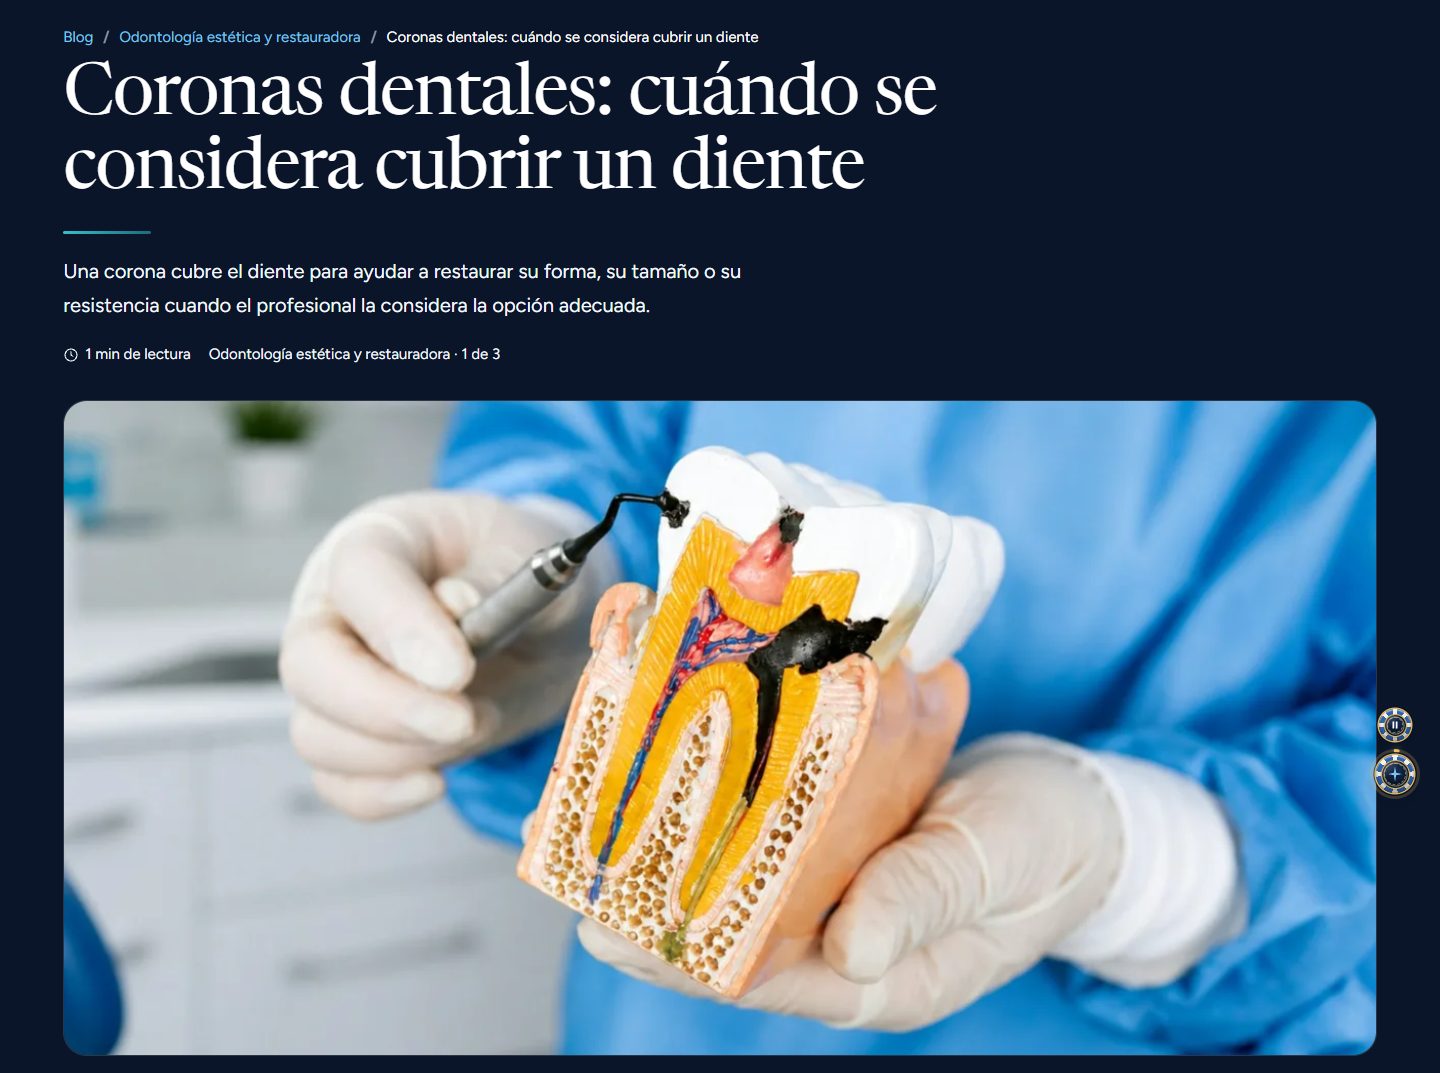 Blog / Odontología estética y restauradora / Coronas dentales: cuándo se considera cubrir un diente
Coronas dentales: cuándo se
considera cubrir un diente
Una corona cubre el diente para ayudar a restaurar su forma, su tamaño o su
resistencia cuando el profesional la considera la opción adecuada.
1 min de lectura Odontología estética y restauradora · 1 de 3